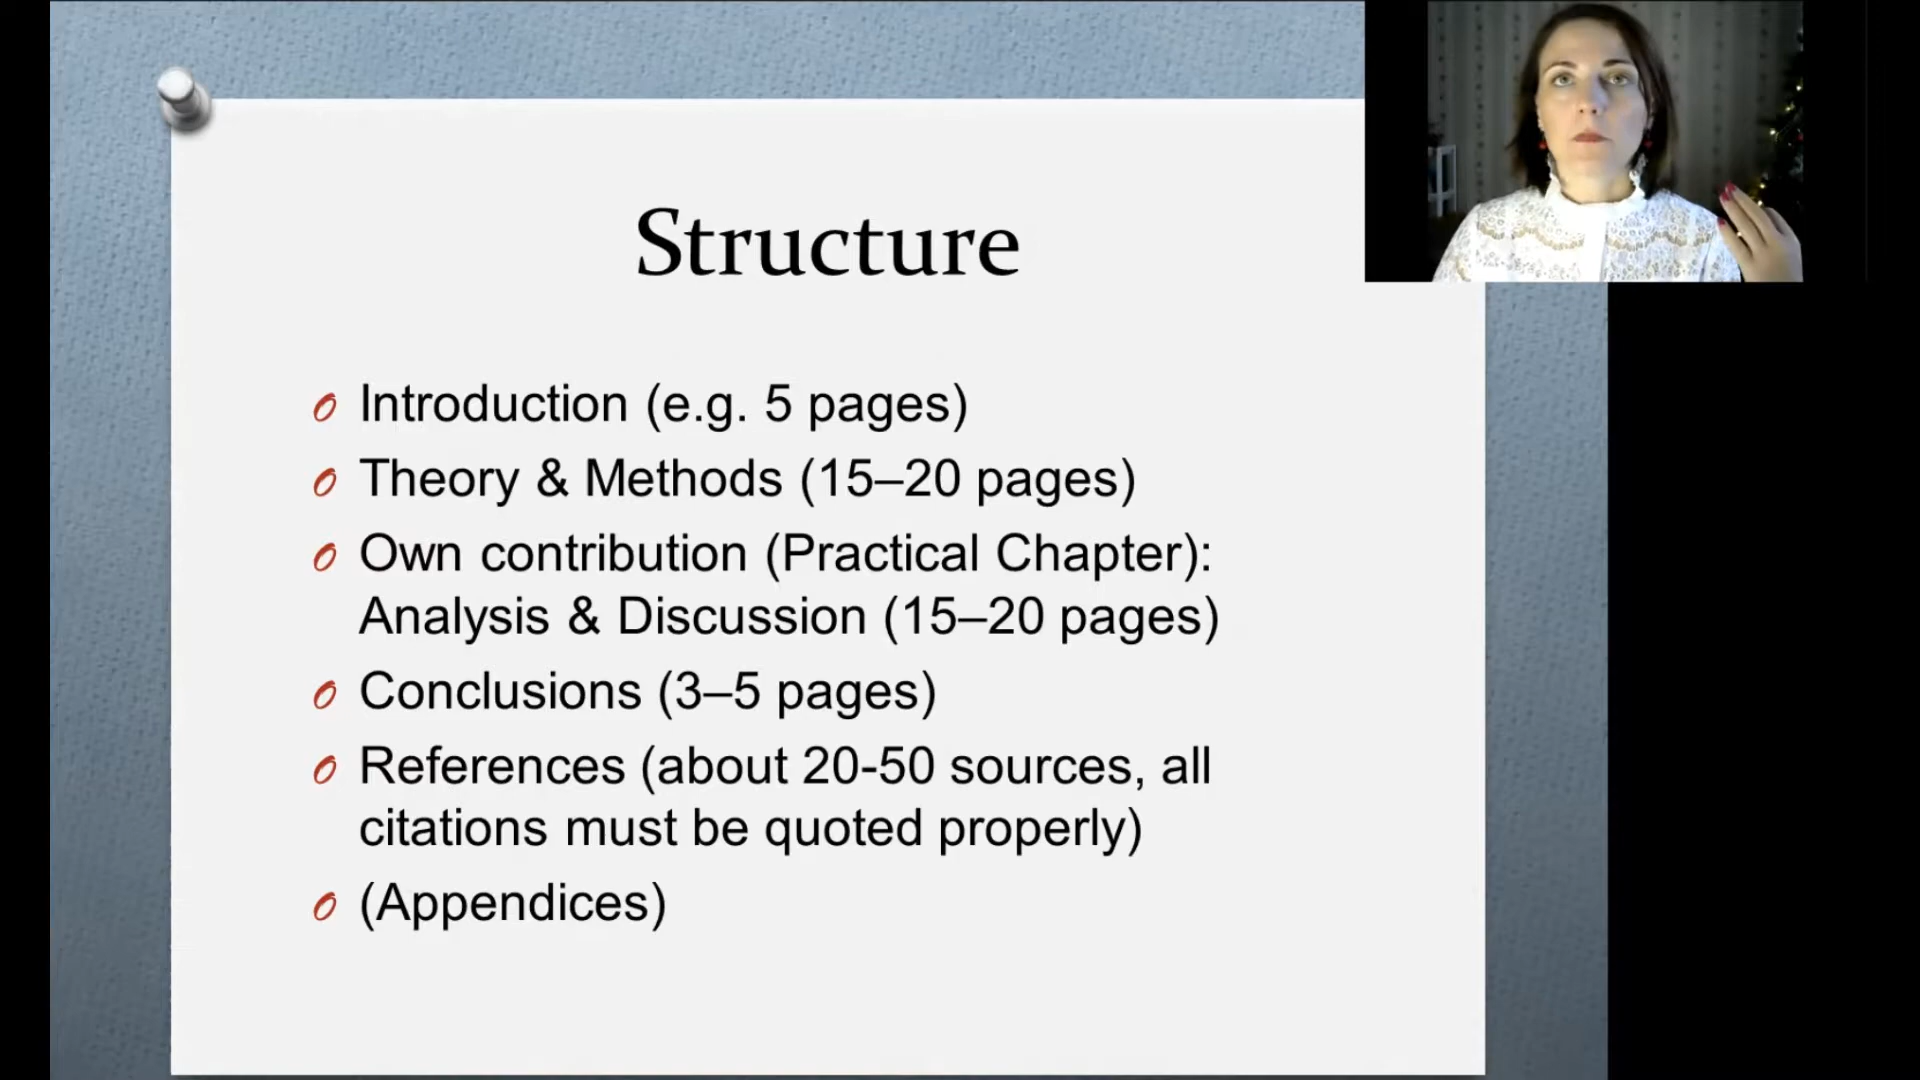 Structure
Introduction (e.g. 5 pages)
Theory & Methods (15–20 pages)
Own contribution (Practical Chapter):
Analysis & Discussion (15–20 pages)
Conclusions (3–5 pages)
References (about 20-50 sources, all
citations must be quoted properly)
(Appendices)